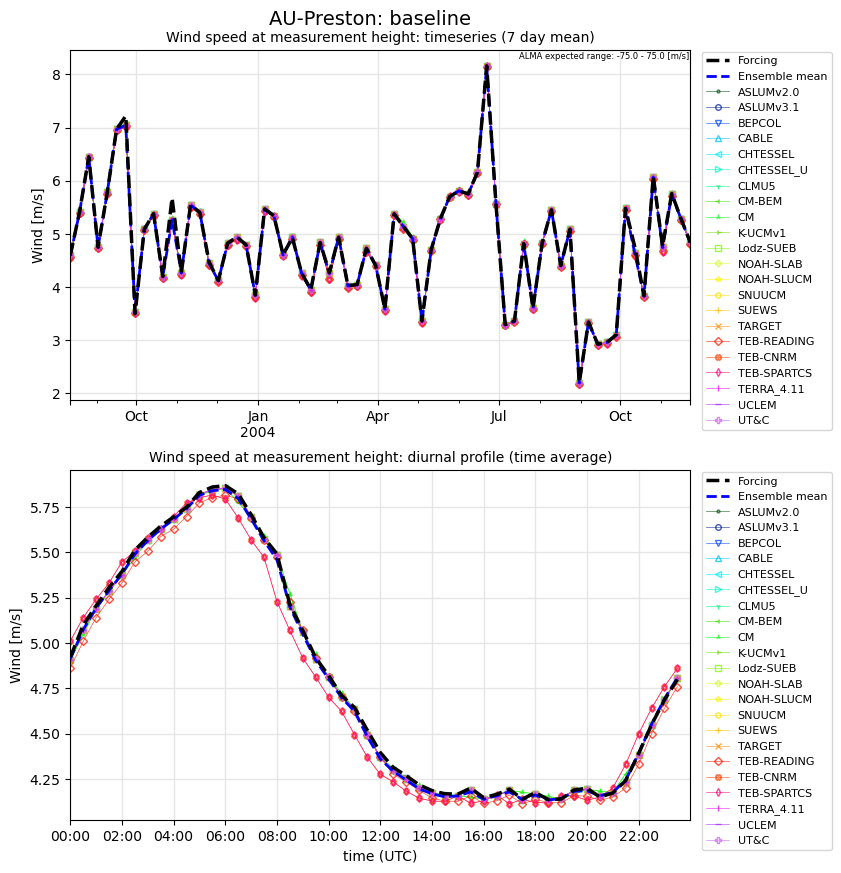 AU-Preston: baseline
Wind speed at measurement height: timeseries (7 day mean)
ALMA expected range: -75.0 - 75.0 [m/s]
Wind [m/s]
8
7
6
5
4
3
2
Oct
Jan
2004
Apr
Jul
Oct
Forcing
Ensemble mean
ASLUMv2.0
ASLUMv3.1
BEPCOL
CABLE
CHTESSEL
CHTESSEL_U
CLMU5
CM-BEM
CM
K-UCMv1
Lodz-SUEB
NOAH-SLAB
NOAH-SLUCM
SNUUCM
SUEWS
TARGET
TEB-READING
TEB-CNRM
TEB-SPARTCS
TERRA_4.11
UCLEM
UT&C
Wind speed at measurement height: diurnal profile (time average)
Wind [m/s]
5.75
5.50
5.25
5.00
4.75
4.50
4.25
00:00
02:00
04:00
06:00
08:00
10:00
12:00
14:00
16:00
18:00
20:00
22:00
time (UTC)
Forcing
Ensemble mean
ASLUMv2.0
ASLUMv3.1
BEPCOL
CABLE
CHTESSEL
CHTESSEL_U
CLMU5
CM-BEM
CM
K-UCMv1
Lodz-SUEB
NOAH-SLAB
NOAH-SLUCM
SNUUCM
SUEWS
TARGET
TEB-READING
TEB-CNRM
TEB-SPARTCS
TERRA_4.11
UCLEM
UT&C